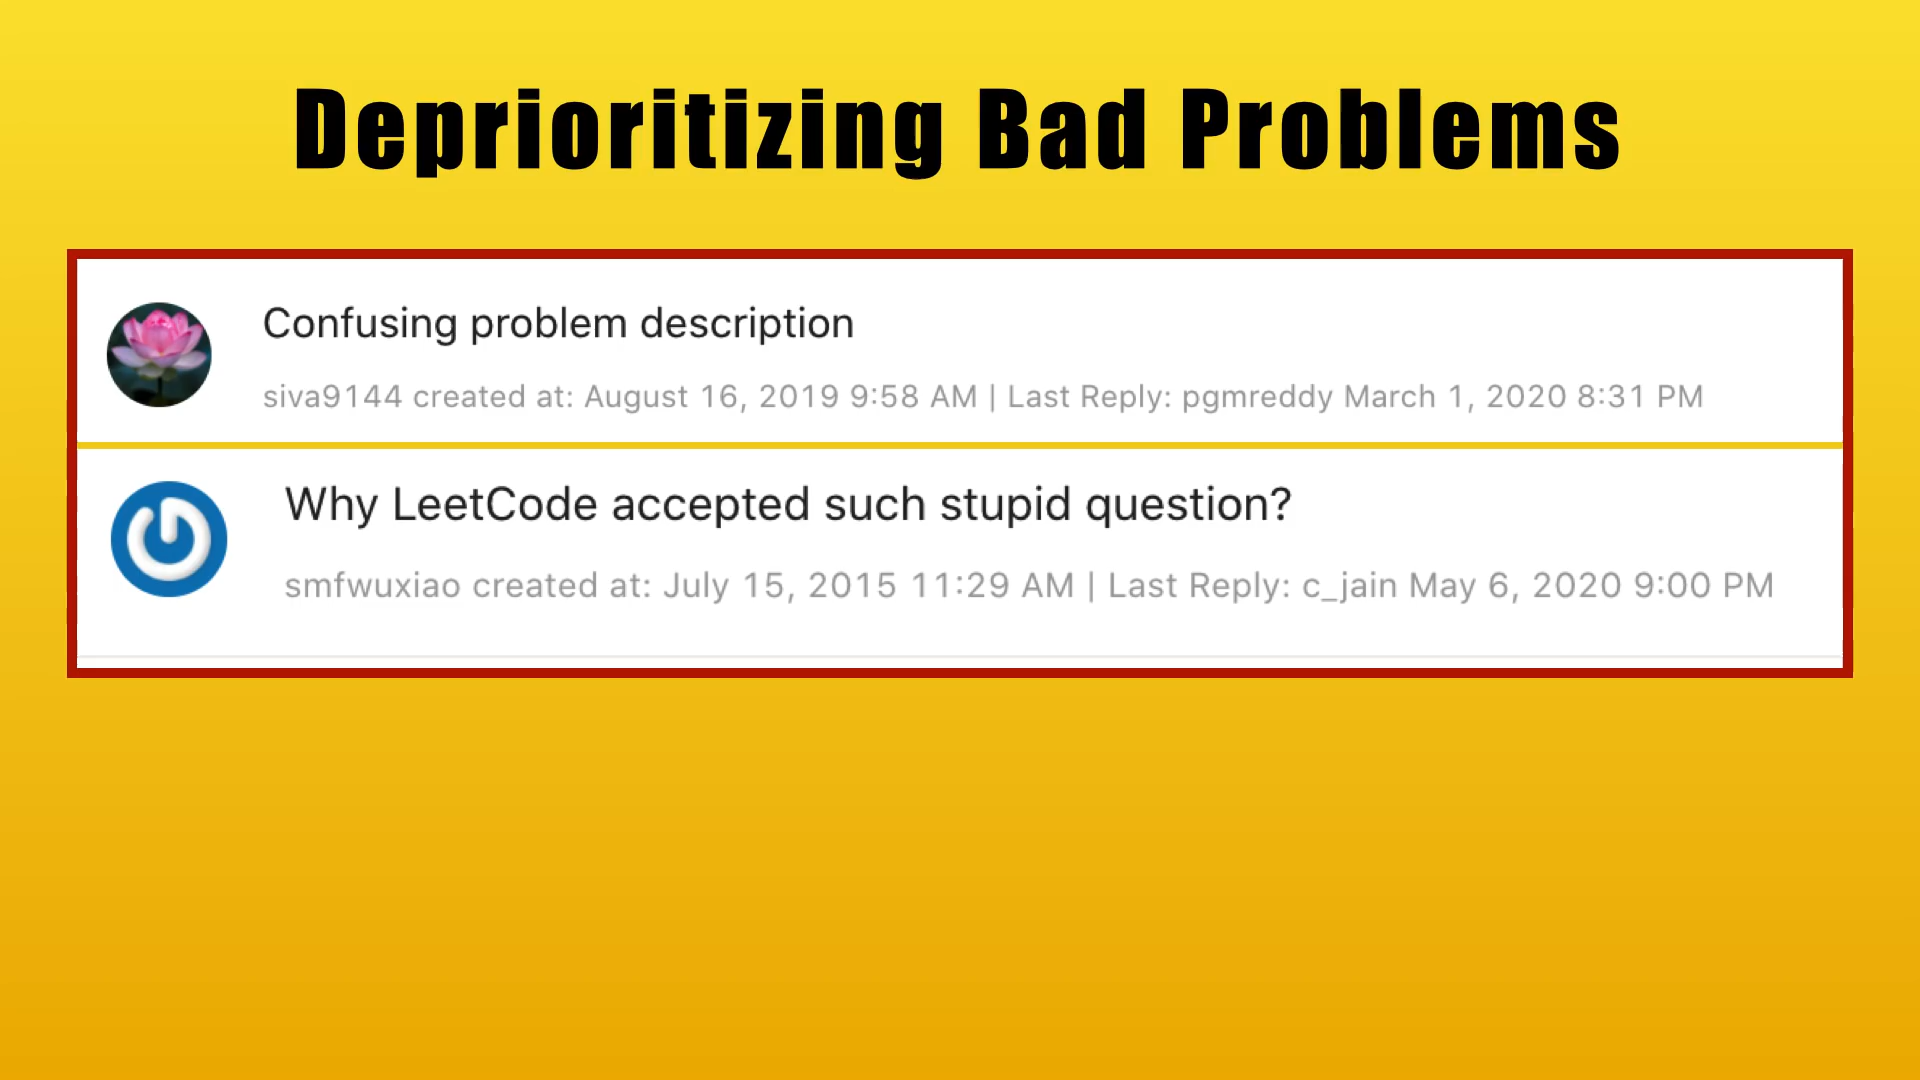 Deprioritizing Bad Problems
Confusing problem description
siva9144 created at: August 16, 2019 9:58 AM | Last Reply: pgmreddy March 1, 2020 8:31 PM
Why LeetCode accepted such stupid question?
smfwuxiao created at: July 15, 2015 11:29 AM | Last Reply: c_jain May 6, 2020 9:00 PM